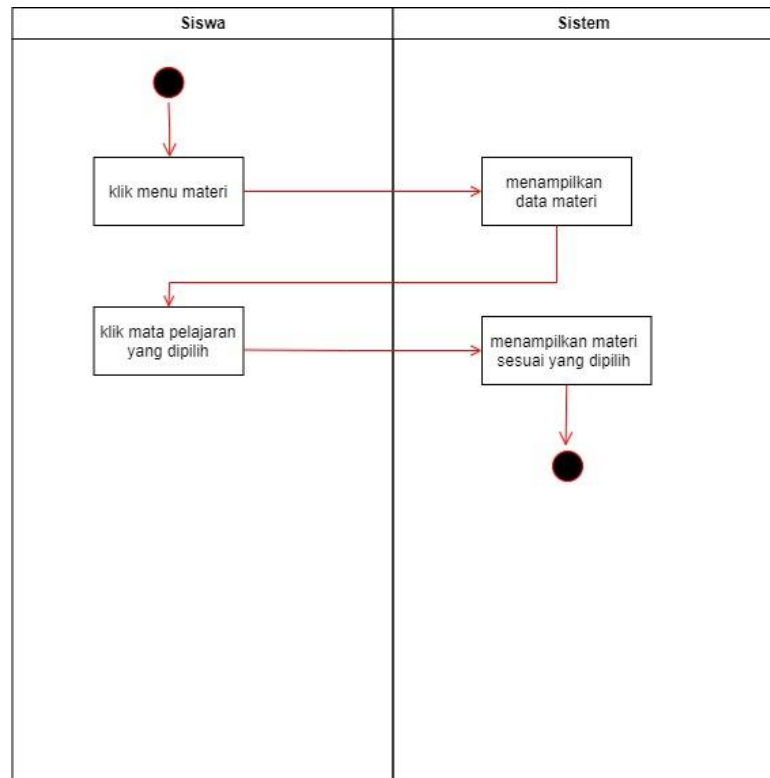 Siswa
Sistem
klik menu materi
menampilkan
data materi
klik mata pelajaran
yang dipilih
menampilkan materi
sesuai yang dipilih